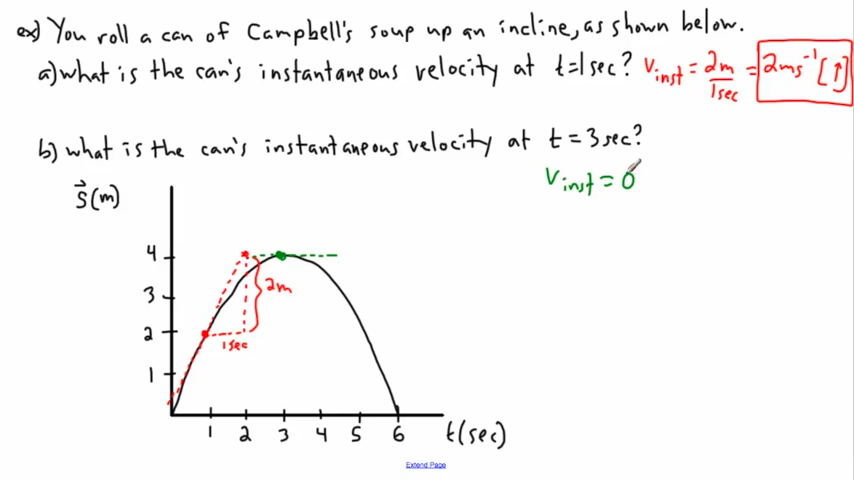 ex) You roll a can of Campbell's soup up an incline, as shown below.
a) what is the can's instantaneous velocity at t=1sec? Vinst = 2m/1sec = 2ms⁻¹ [↑]
b) what is the can's instantaneous velocity at t = 3sec?
Vinst = 0
S⃗(m)
4
3
2
1
2m
1sec
1 2 3 4 5 6 t(sec)
Extend Page